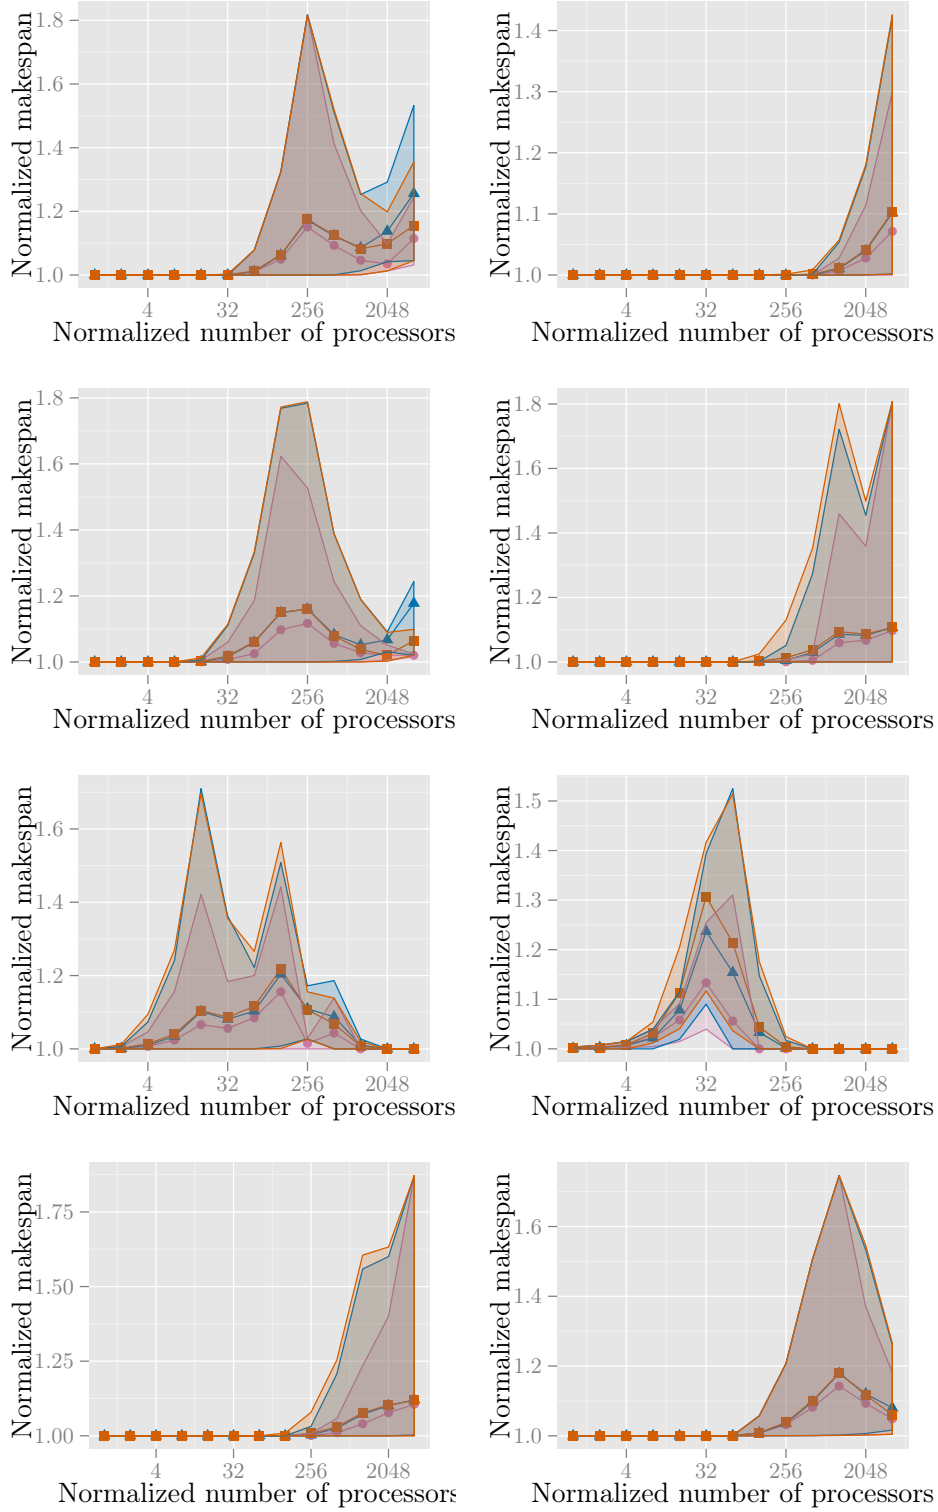 Normalized makespan
1.8
1.6
1.4
1.2
1.0
4 32 256 2048
Normalized number of processors
Normalized makespan
1.4
1.3
1.2
1.1
1.0
4 32 256 2048
Normalized number of processors
Normalized makespan
1.8
1.6
1.4
1.2
1.0
4 32 256 2048
Normalized number of processors
Normalized makespan
1.8
1.6
1.4
1.2
1.0
4 32 256 2048
Normalized number of processors
Normalized makespan
1.6
1.4
1.2
1.0
4 32 256 2048
Normalized number of processors
Normalized makespan
1.5
1.4
1.3
1.2
1.1
1.0
4 32 256 2048
Normalized number of processors
Normalized makespan
1.75
1.50
1.25
1.00
4 32 256 2048
Normalized number of processors
Normalized makespan
1.6
1.4
1.2
1.0
4 32 256 2048
Normalized number of processors